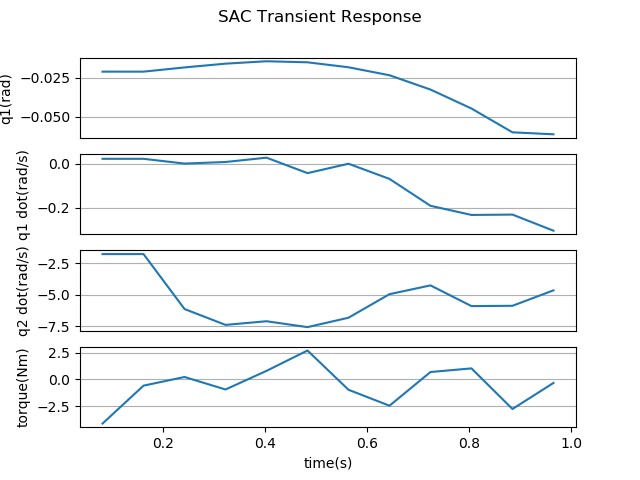 SAC Transient Response
q1(rad)
−0.025
−0.050
q1 dot(rad/s)
0.0
−0.2
q2 dot(rad/s)
−2.5
−5.0
−7.5
torque(Nm)
2.5
0.0
−2.5
0.2 0.4 0.6 0.8 1.0
time(s)